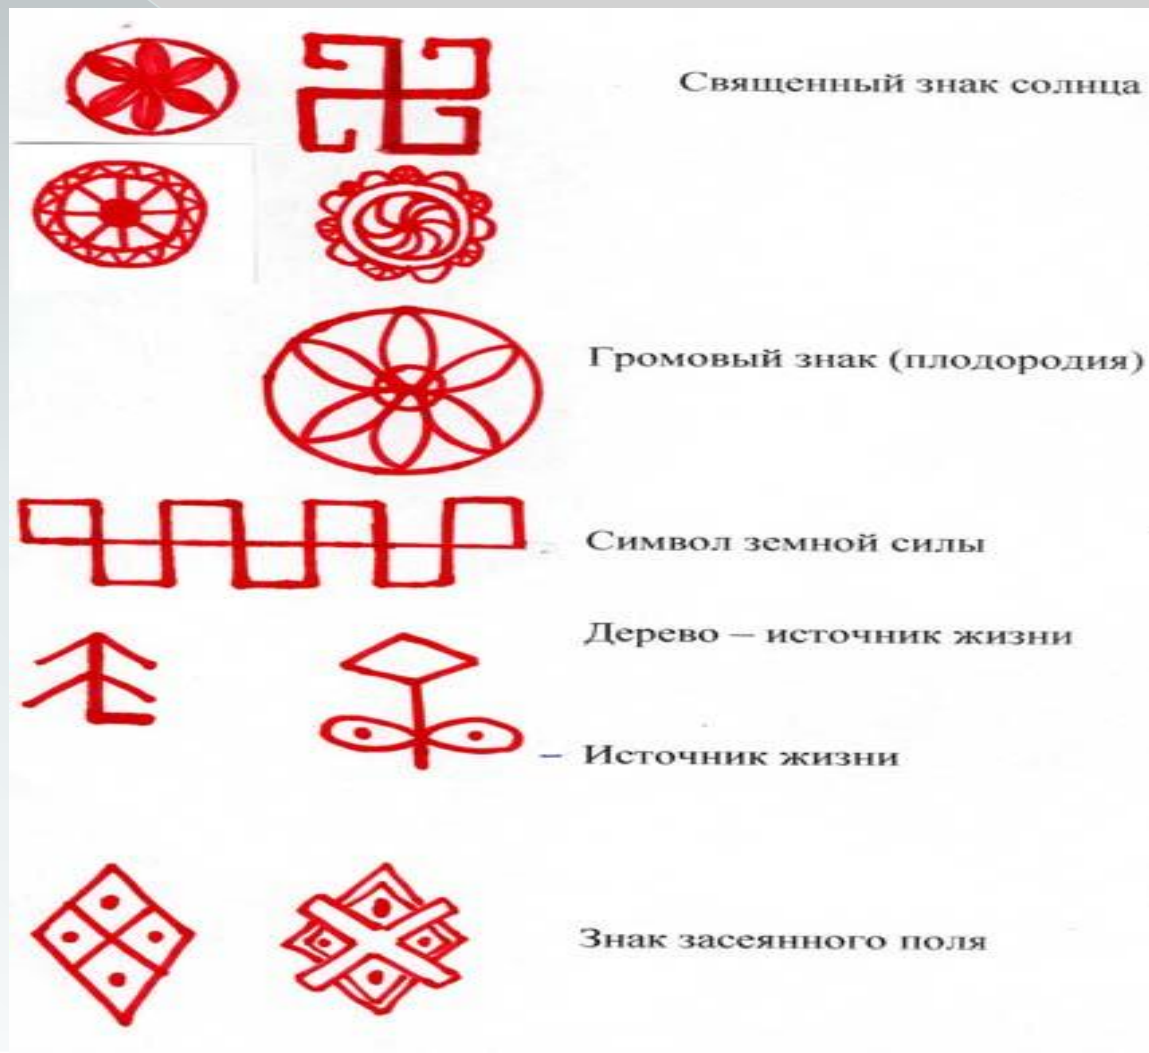 Священный знак солнца
Громовый знак (плодородия)
Символ земной силы
Дерево – источник жизни
– Источник жизни
Знак засеянного поля